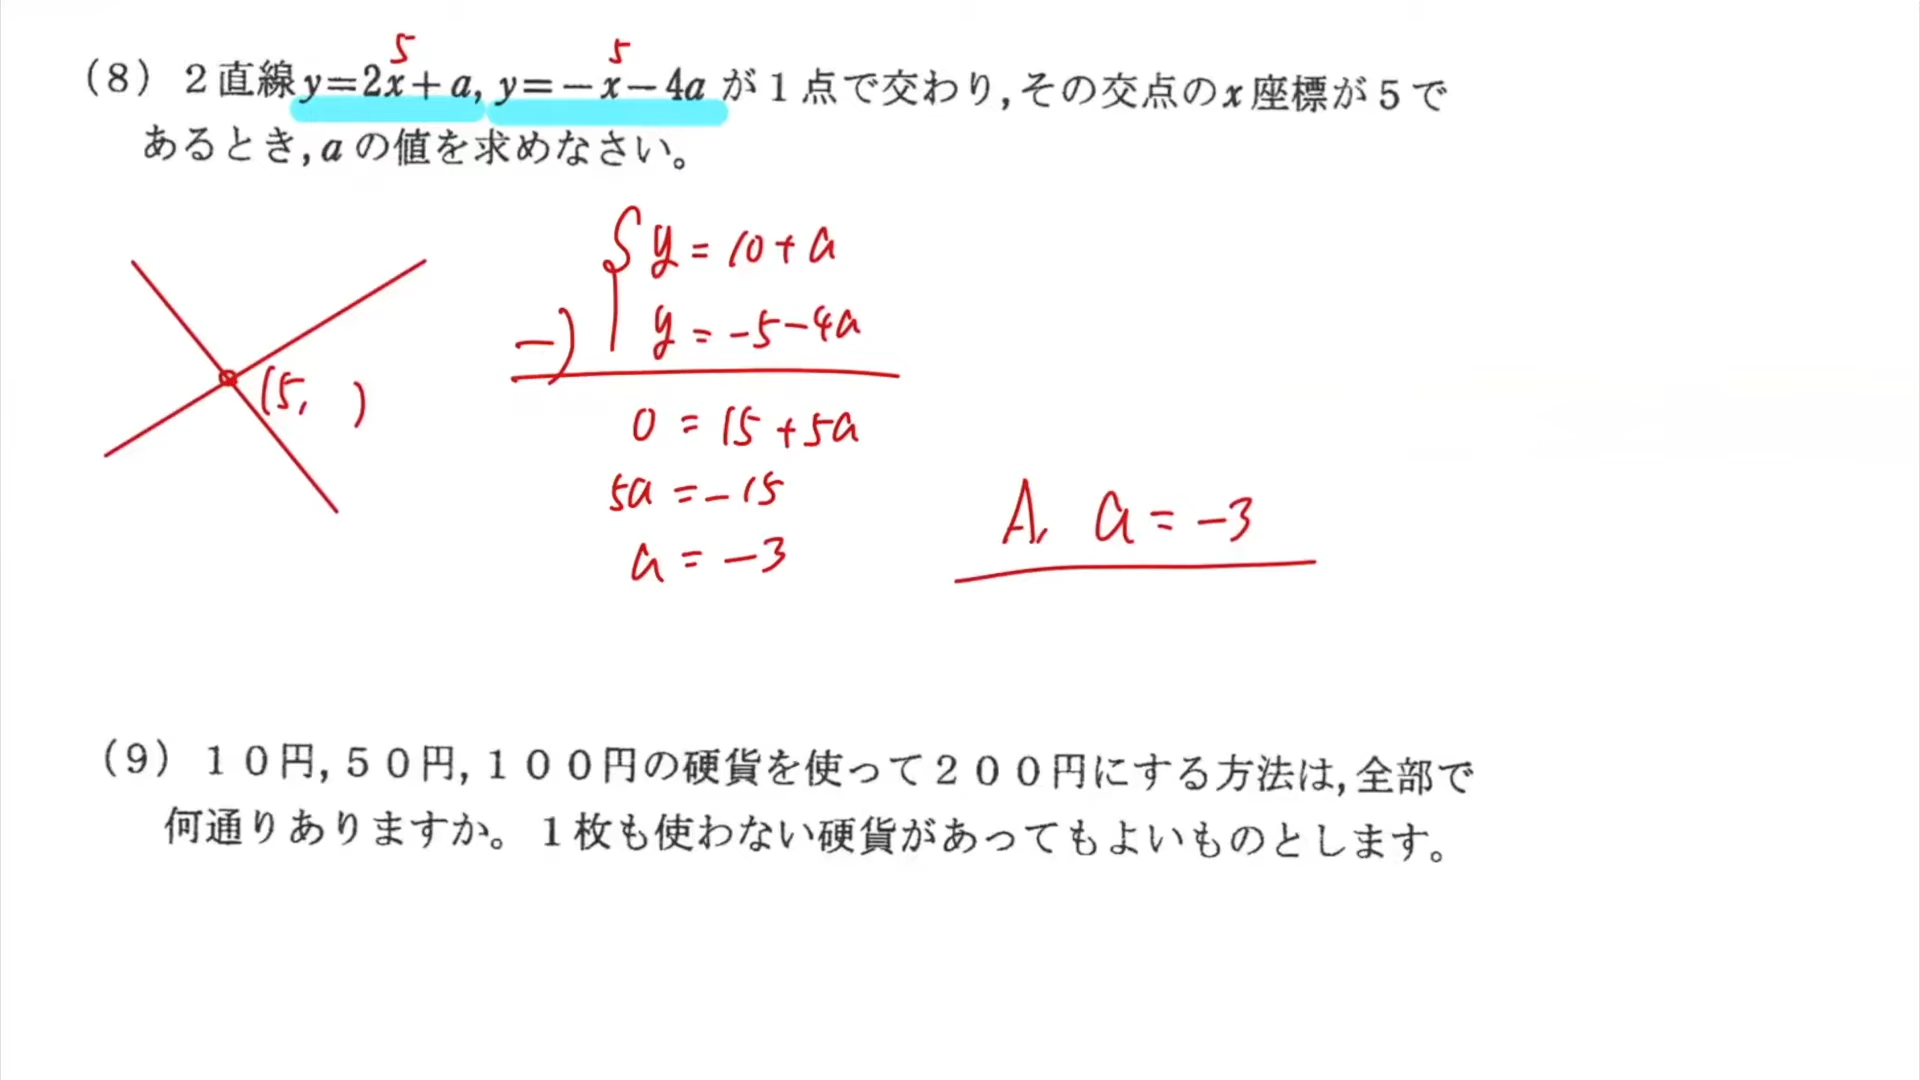 5 5
(8) 2直線y=2x+a, y=-x-4a が1点で交わり,その交点のx座標が5で
あるとき,aの値を求めなさい。
y=10+a
-) y=-5-4a
(5, )
0=15+5a
5a=-15
A, a=-3
a=-3
(9) 10円,50円,100円の硬貨を使って200円にする方法は,全部で
何通りありますか。1枚も使わない硬貨があってもよいものとします。